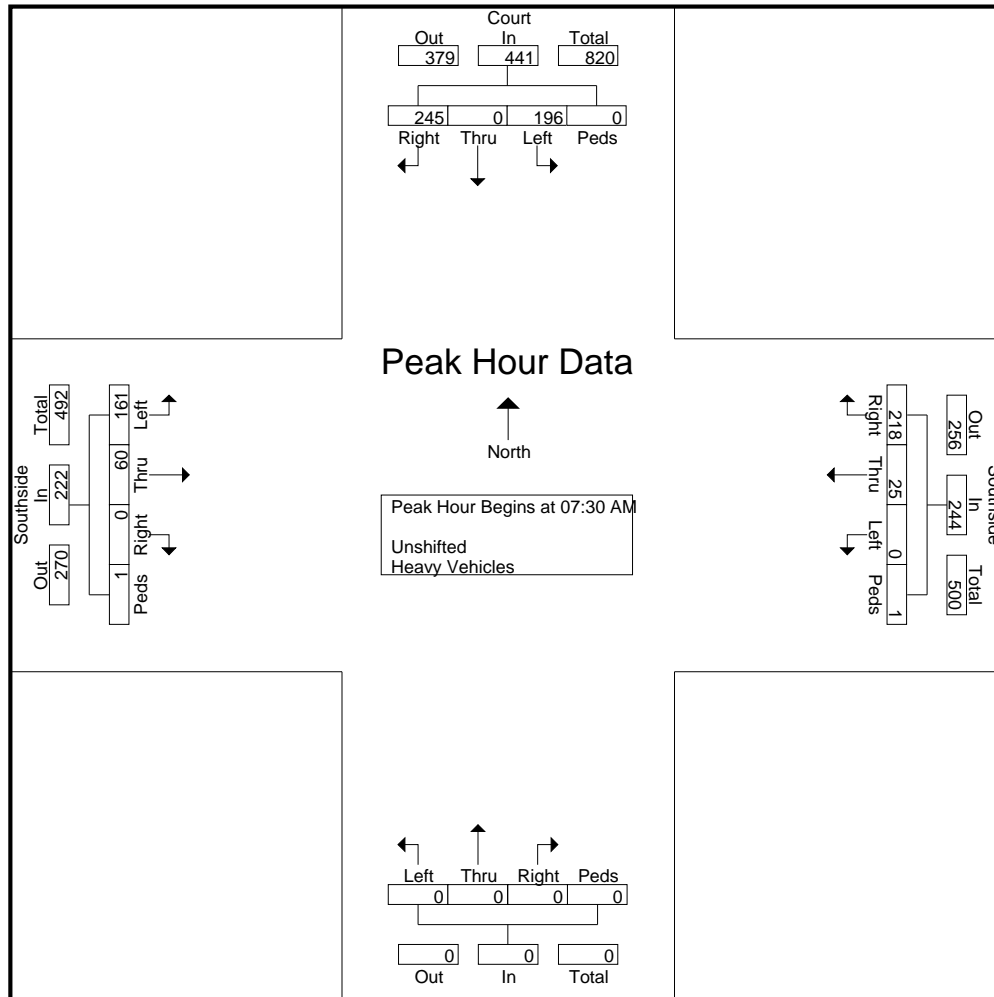 Court
Out In Total
379 441 820
245 0 196 0
Right Thru Left Peds
Peak Hour Data
North
Peak Hour Begins at 07:30 AM
Unshifted
Heavy Vehicles
Southside
Out In Total
270 222 492
1 0 60 161
Peds Right Thru Left
Southside
Out In Total
256 244 500
218 25 0 1
Right Thru Left Peds
Left Thru Right Peds
0 0 0 0
0 0 0
Out In Total